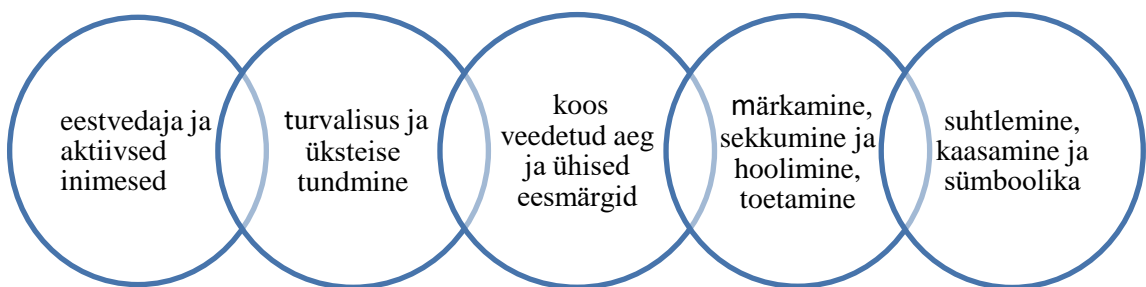 eestvedaja ja
aktiivsed
inimesed
turvalisus ja
üksteise
tundmine
koos
veedetud aeg
ja ühised
eesmärgid
märkamine,
sekkumine ja
hoolimine,
toetamine
suhtlemine,
kaasamine ja
sümboolika